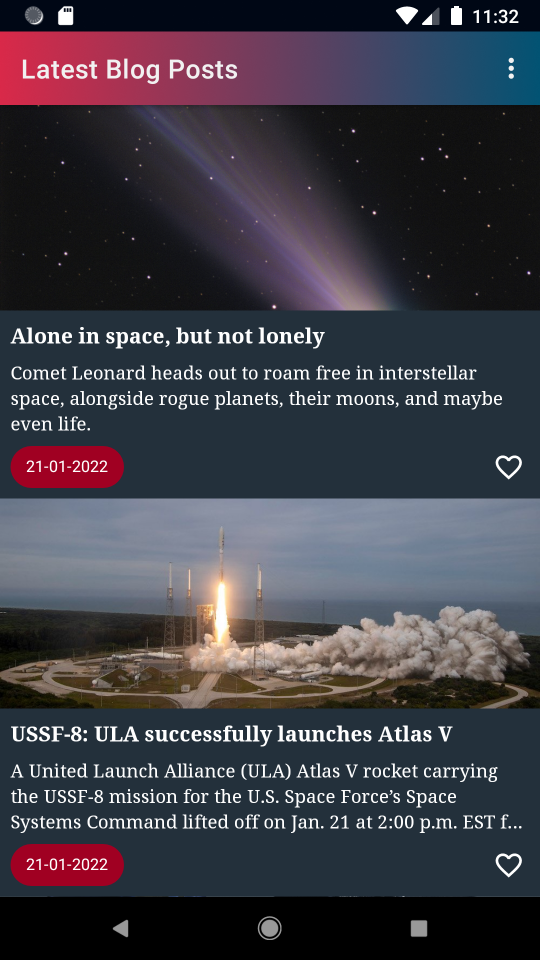 11:32
Latest Blog Posts
Alone in space, but not lonely
Comet Leonard heads out to roam free in interstellar
space, alongside rogue planets, their moons, and maybe
even life.
21-01-2022
USSF-8: ULA successfully launches Atlas V
A United Launch Alliance (ULA) Atlas V rocket carrying
the USSF-8 mission for the U.S. Space Force’s Space
Systems Command lifted off on Jan. 21 at 2:00 p.m. EST f...
21-01-2022